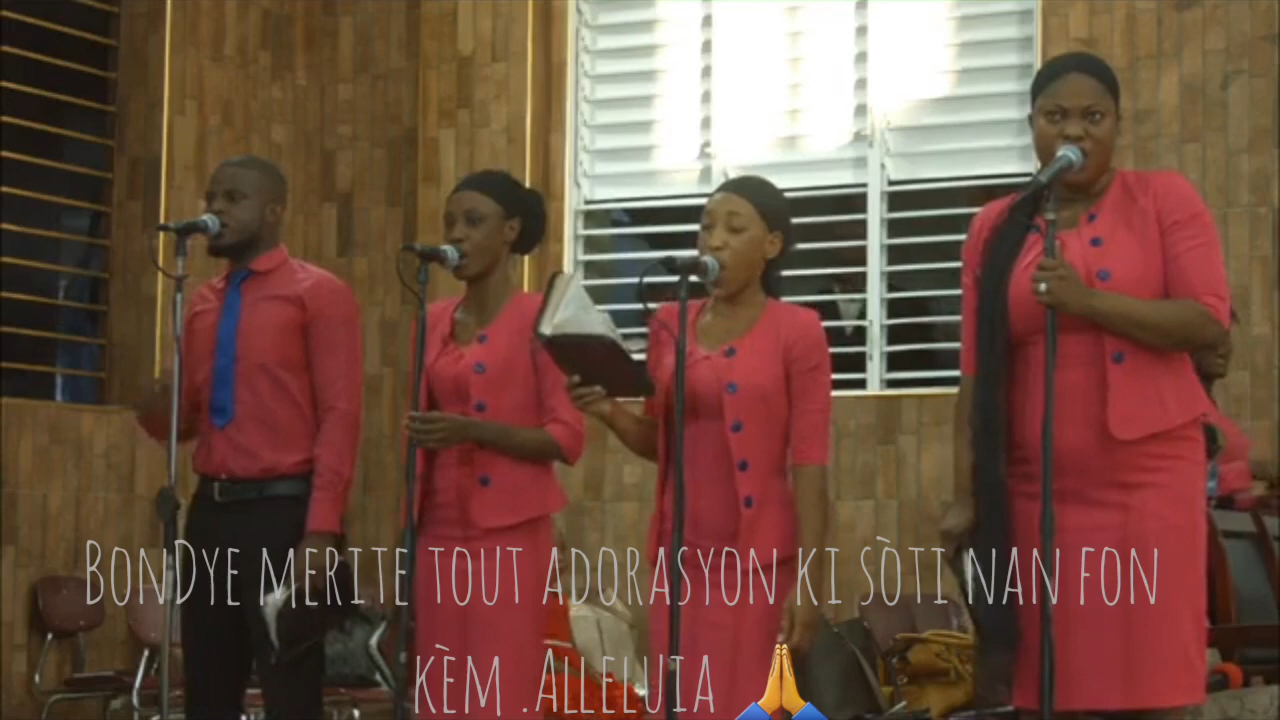 BonDye merite tout adorasyon ki sòti nan fon
kèm .Alleluia 🙏